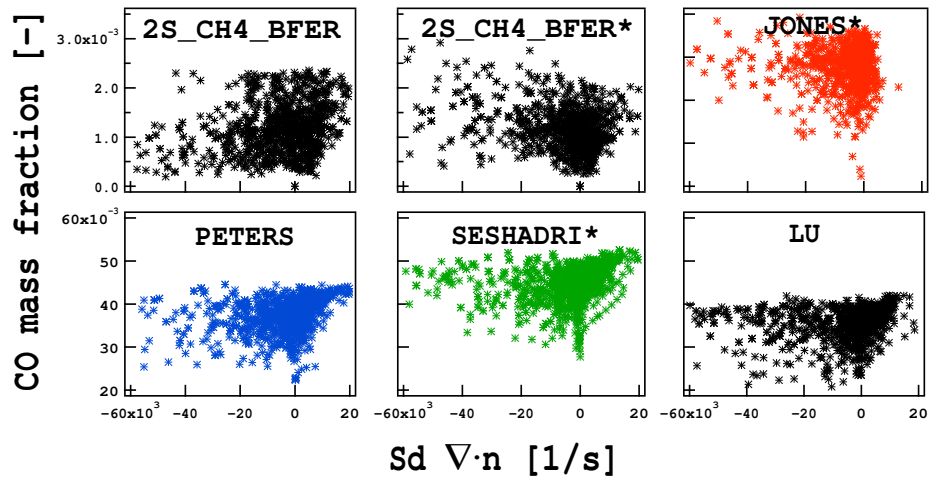 CO mass fraction [-]
2S_CH4_BFER
2S_CH4_BFER*
JONES*
3.0x10⁻³
2.0
1.0
0.0
PETERS
SESHADRI*
LU
60x10⁻³
50
40
30
20
-60x10³ -40 -20 0 20
-60x10³ -40 -20 0 20
-60x10³ -40 -20 0 20
Sd ∇·n [1/s]